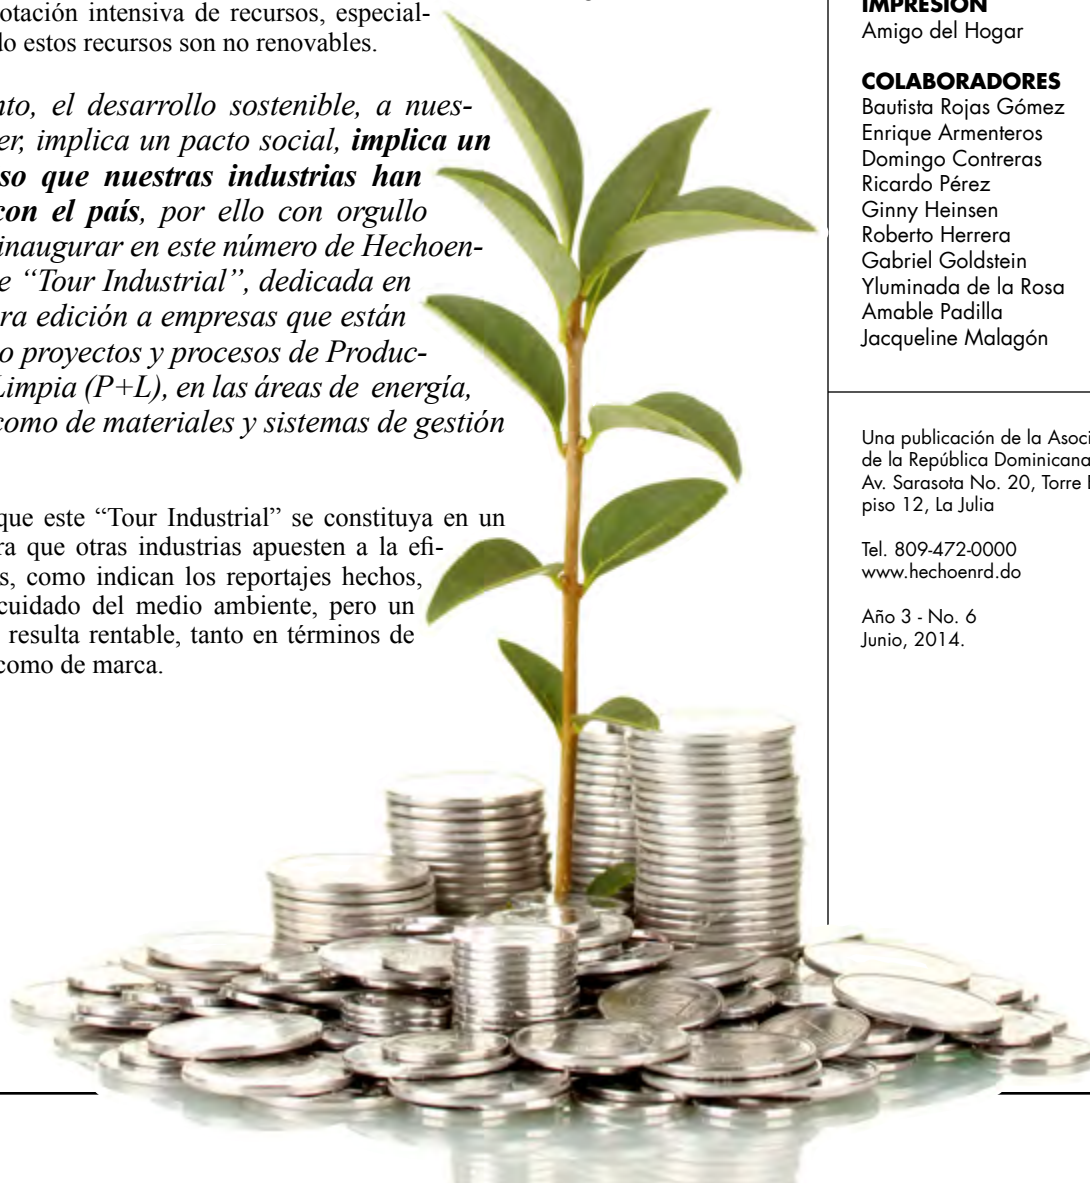 otación intensiva de recursos, especial-
do estos recursos son no renovables.
nto, el desarrollo sostenible, a nues-
er, implica un pacto social, implica un
so que nuestras industrias han
con el país, por ello con orgullo
inaugurar en este número de Hechoen-
e “Tour Industrial”, dedicada en
ra edición a empresas que están
o proyectos y procesos de Produc-
Limpia (P+L), en las áreas de energía,
como de materiales y sistemas de gestión
que este “Tour Industrial” se constituya en un
ra que otras industrias apuesten a la efi-
s, como indican los reportajes hechos,
cuidado del medio ambiente, pero un
resulta rentable, tanto en términos de
como de marca.
IMPRESIÓN
Amigo del Hogar
COLABORADORES
Bautista Rojas Gómez
Enrique Armenteros
Domingo Contreras
Ricardo Pérez
Ginny Heinsen
Roberto Herrera
Gabriel Goldstein
Yluminada de la Rosa
Amable Padilla
Jacqueline Malagón
Una publicación de la Asoci
de la República Dominicana
Av. Sarasota No. 20, Torre
piso 12, La Julia
Tel. 809-472-0000
www.hechoenrd.do
Año 3 - No. 6
Junio, 2014.